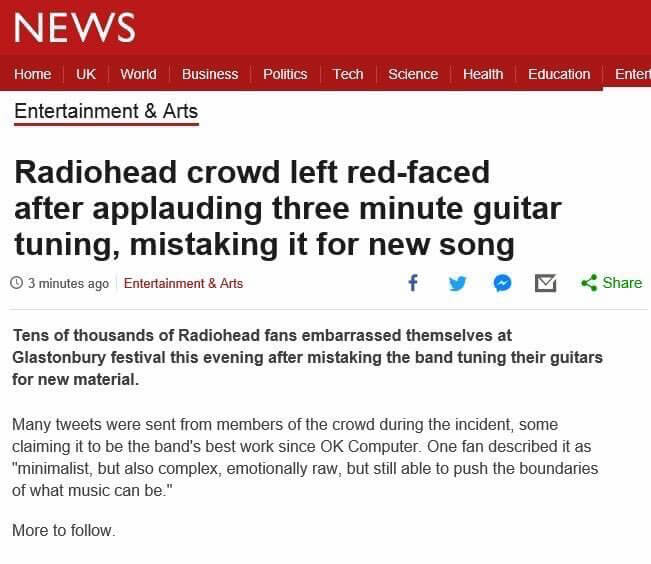 NEWS
Home UK World Business Politics Tech Science Health Education Entert
Entertainment & Arts
Radiohead crowd left red-faced
after applauding three minute guitar
tuning, mistaking it for new song
3 minutes ago Entertainment & Arts Share
Tens of thousands of Radiohead fans embarrassed themselves at
Glastonbury festival this evening after mistaking the band tuning their guitars
for new material.
Many tweets were sent from members of the crowd during the incident, some
claiming it to be the band's best work since OK Computer. One fan described it as
"minimalist, but also complex, emotionally raw, but still able to push the boundaries
of what music can be."
More to follow.